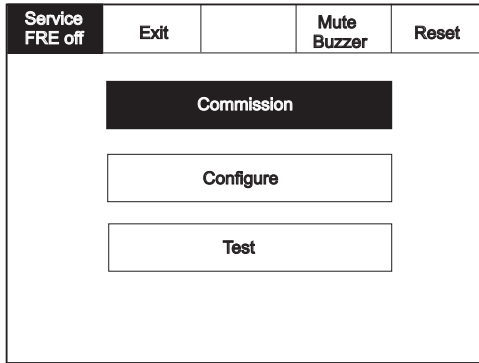 Service
FRE off
Exit
Mute
Buzzer
Reset
Commission
Configure
Test